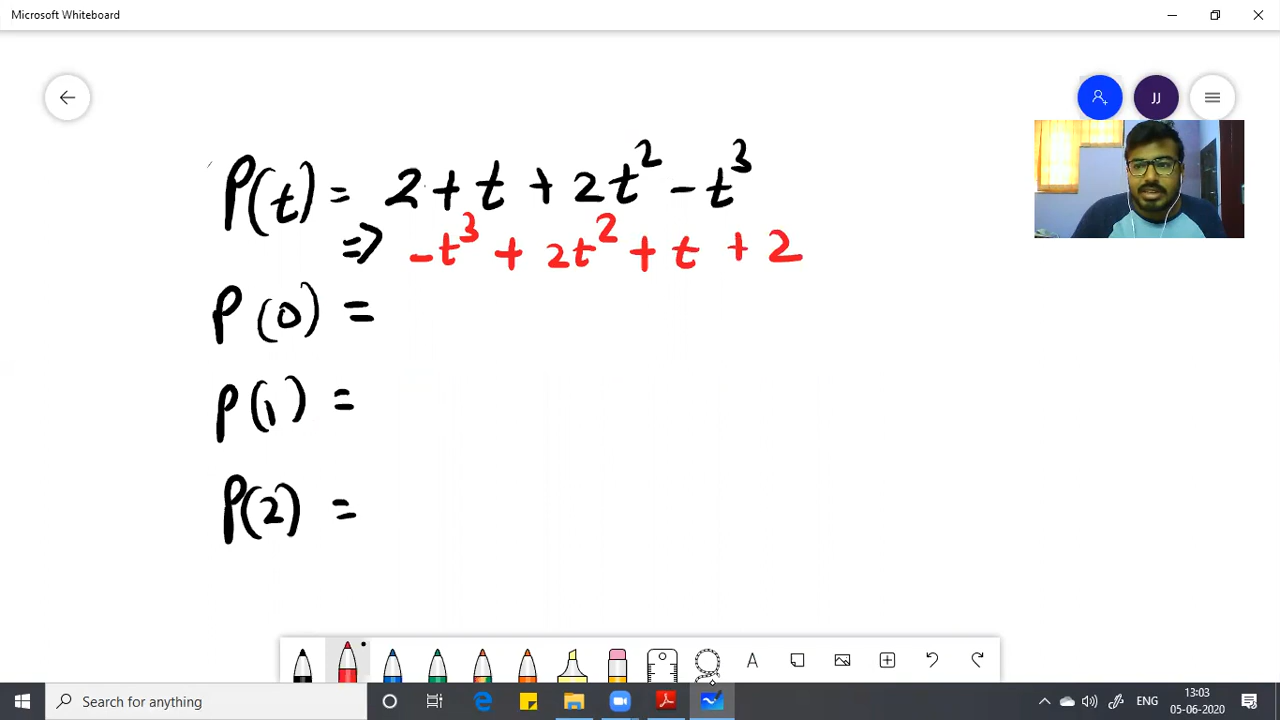 Microsoft Whiteboard
JJ
P(t) = 2 + t + 2t² - t³
=> -t³ + 2t² + t + 2
P(0) =
P(1) =
P(2) =
A
Search for anything
ENG
13:03
05-06-2020